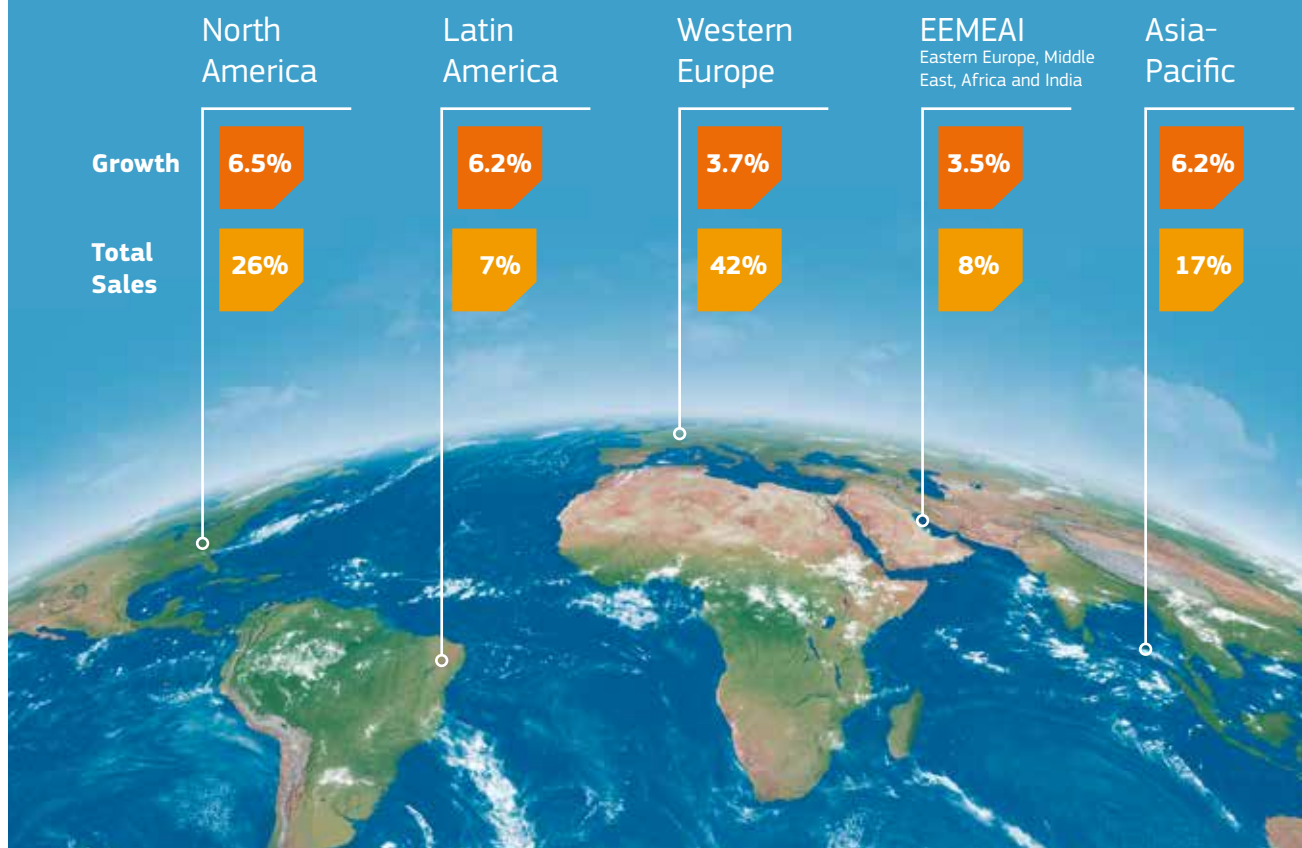 North
America
Latin
America
Western
Europe
EEMEAI
Eastern Europe, Middle
East, Africa and India
Asia-
Pacific
Growth
6.5%
6.2%
3.7%
3.5%
6.2%
Total
Sales
26%
7%
42%
8%
17%